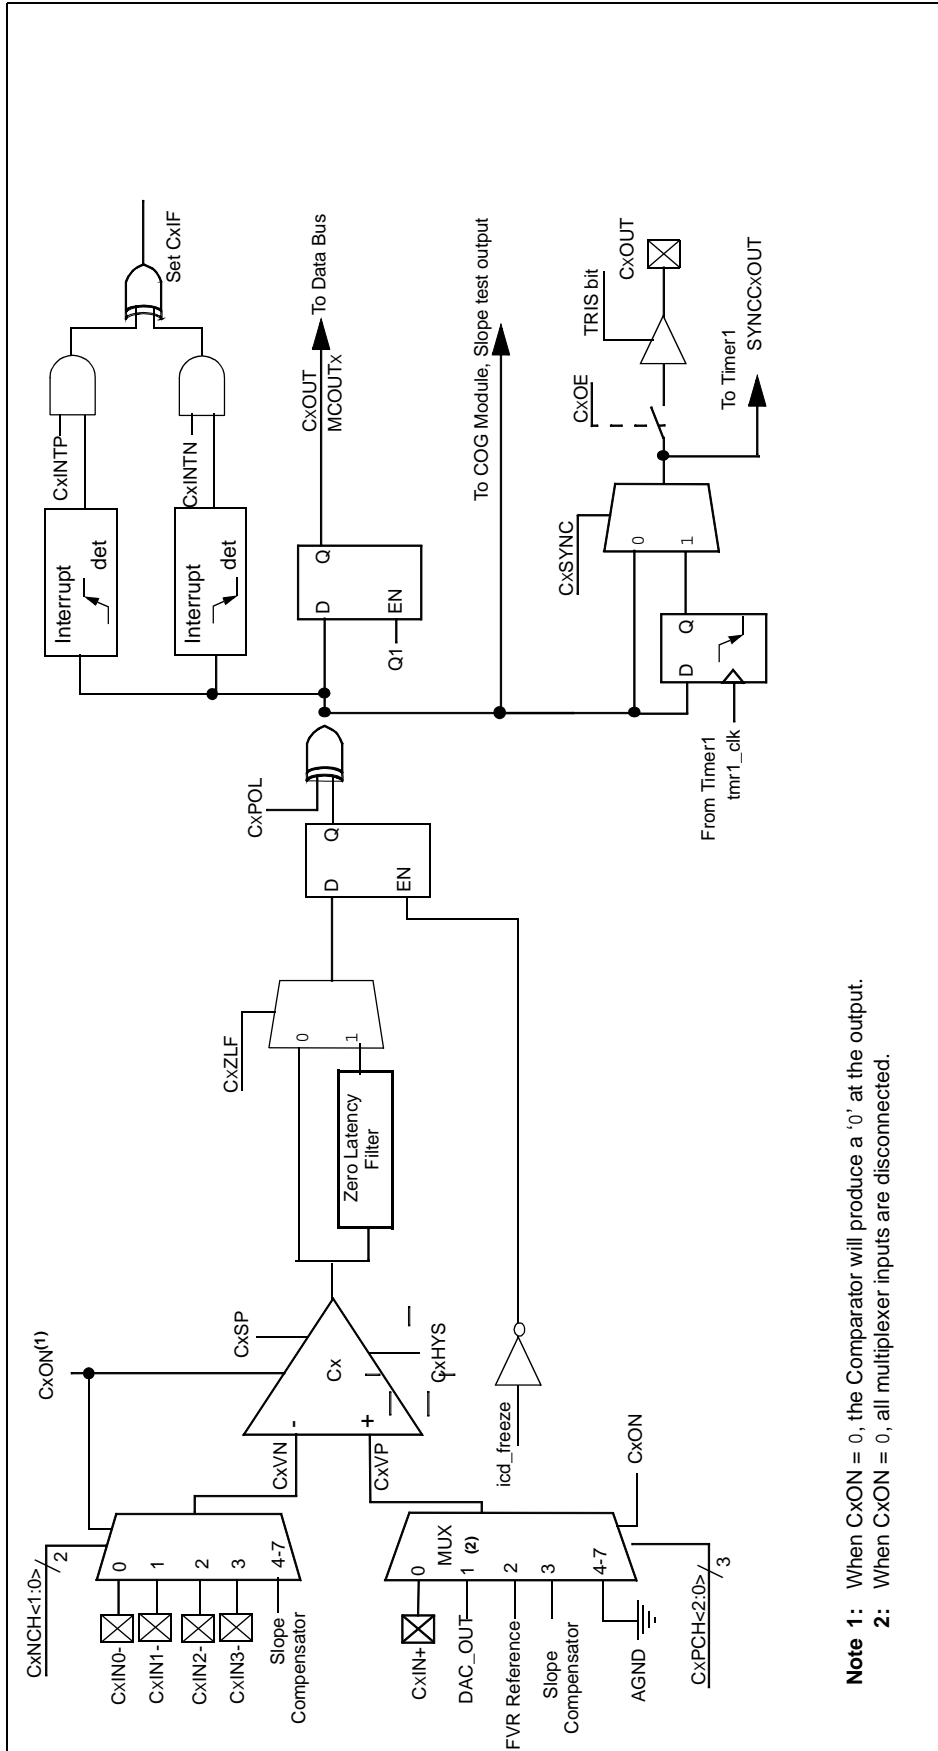 CxNCH<1:0>
2
CxON(1)
CxIN0-
CxIN1-
CxIN2-
CxIN3-
Slope
Compensator
0
1
2
3
4-7
CxVN
CxSP
Cx
-
+
CxHYS
CxVP
CxIN+
DAC_OUT
FVR Reference
Slope
Compensator
AGND
0
1
2
3
4-7
MUX
(2)
CxON
CxPCH<2:0>
3
icd_freeze
Zero Latency
Filter
CxZLF
0
1
D
Q
EN
CxPOL
Interrupt
det
CxINTP
Interrupt
det
CxINTN
Set CxIF
D
Q
EN
Q1
CxOUT
MCOUTx
To Data Bus
To COG Module, Slope test output
From Timer1
tmr1_clk
D
Q
CxSYNC
0
1
CxOE
TRIS bit
CxOUT
To Timer1
SYNCCxOUT
Note 1: When CxON = 0, the Comparator will produce a ‘0’ at the output.
2: When CxON = 0, all multiplexer inputs are disconnected.